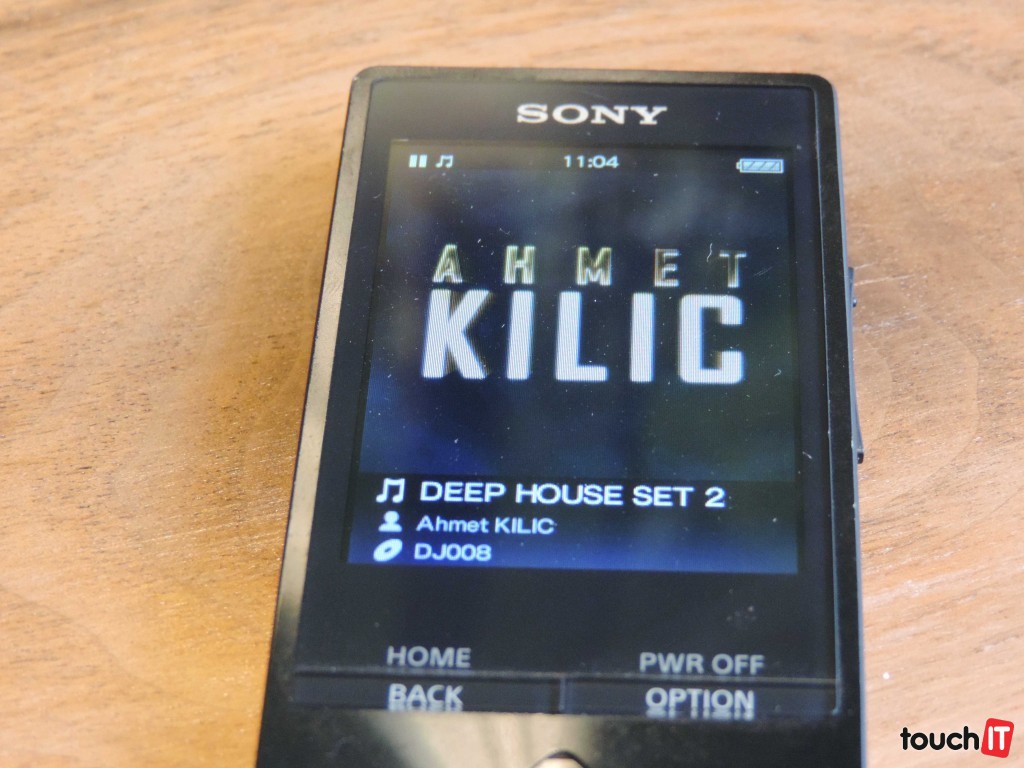 SONY
11:04
AHMET
KILIC
DEEP HOUSE SET 2
Ahmet KILIC
DJ008
HOME PWR OFF
BACK OPTION
touchIT